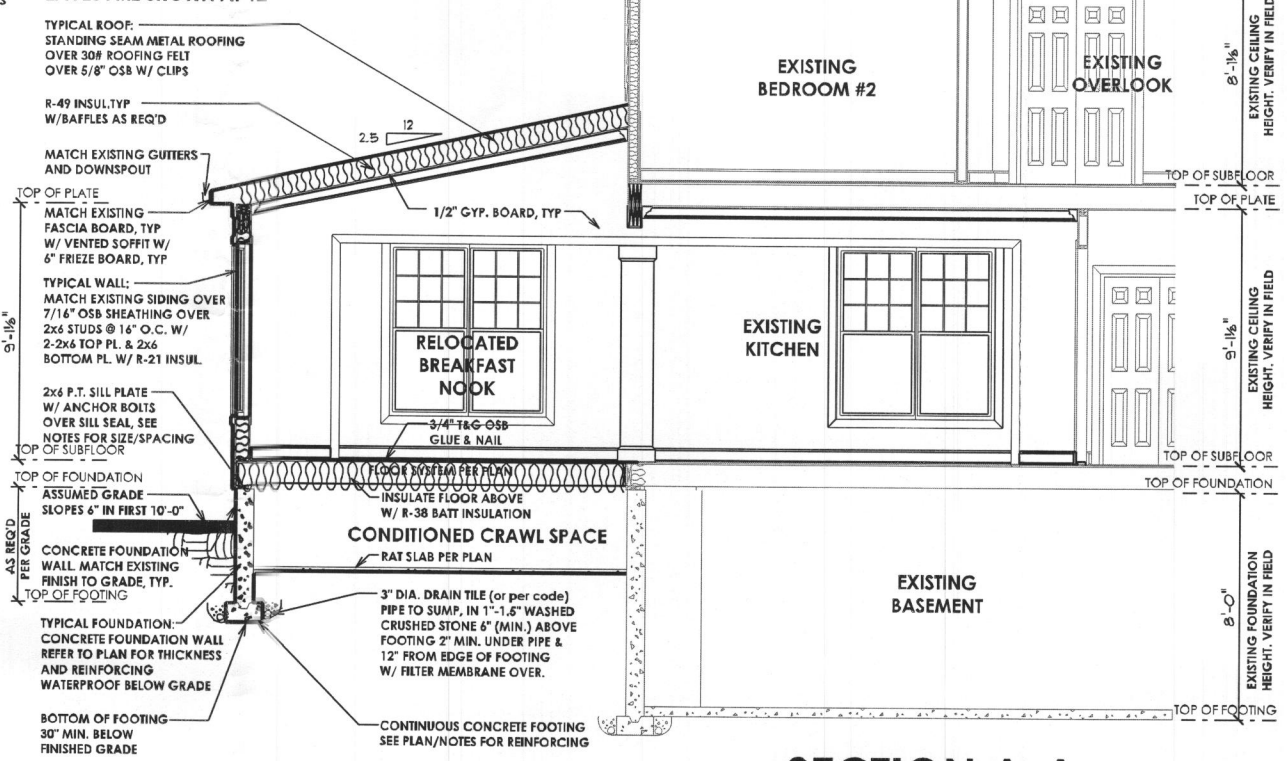 TYPICAL ROOF:
STANDING SEAM METAL ROOFING
OVER 30# ROOFING FELT
OVER 5/8" OSB W/ CLIPS
R-49 INSUL,TYP
W/BAFFLES AS REQ'D
MATCH EXISTING GUTTERS
AND DOWNSPOUT
TOP OF PLATE
MATCH EXISTING
FASCIA BOARD, TYP
W/ VENTED SOFFIT W/
6" FRIEZE BOARD, TYP
TYPICAL WALL:
MATCH EXISTING SIDING OVER
7/16" OSB SHEATHING OVER
2x6 STUDS @ 16" O.C. W/
2-2x6 TOP PL. & 2x6
BOTTOM PL. W/ R-21 INSUL.
9'-1⅛"
2x6 P.T. SILL PLATE
W/ ANCHOR BOLTS
OVER SILL SEAL, SEE
NOTES FOR SIZE/SPACING
TOP OF SUBFLOOR
TOP OF FOUNDATION
ASSUMED GRADE
SLOPES 6" IN FIRST 10'-0"
AS REQ'D
PER GRADE
CONCRETE FOUNDATION
WALL. MATCH EXISTING
FINISH TO GRADE, TYP.
TOP OF FOOTING
TYPICAL FOUNDATION:
CONCRETE FOUNDATION WALL
REFER TO PLAN FOR THICKNESS
AND REINFORCING
WATERPROOF BELOW GRADE
BOTTOM OF FOOTING
30" MIN. BELOW
FINISHED GRADE
12
2.5
1/2" GYP. BOARD, TYP
RELOCATED
BREAKFAST
NOOK
3/4" T&G OSB
GLUE & NAIL
FLOOR SYSTEM PER PLAN
INSULATE FLOOR ABOVE
W/ R-38 BATT INSULATION
CONDITIONED CRAWL SPACE
RAT SLAB PER PLAN
3" DIA. DRAIN TILE (or per code)
PIPE TO SUMP, IN 1"-1.5" WASHED
CRUSHED STONE 6" (MIN.) ABOVE
FOOTING 2" MIN. UNDER PIPE &
12" FROM EDGE OF FOOTING
W/ FILTER MEMBRANE OVER.
CONTINUOUS CONCRETE FOOTING
SEE PLAN/NOTES FOR REINFORCING
EXISTING
BEDROOM #2
EXISTING
OVERLOOK
8'-1⅛"
EXISTING CEILING
HEIGHT. VERIFY IN FIELD
TOP OF SUBFLOOR
TOP OF PLATE
EXISTING
KITCHEN
9'-1⅛"
EXISTING CEILING
HEIGHT. VERIFY IN FIELD
TOP OF SUBFLOOR
TOP OF FOUNDATION
EXISTING
BASEMENT
8'-0"
EXISTING FOUNDATION
HEIGHT. VERIFY IN FIELD
TOP OF FOOTING